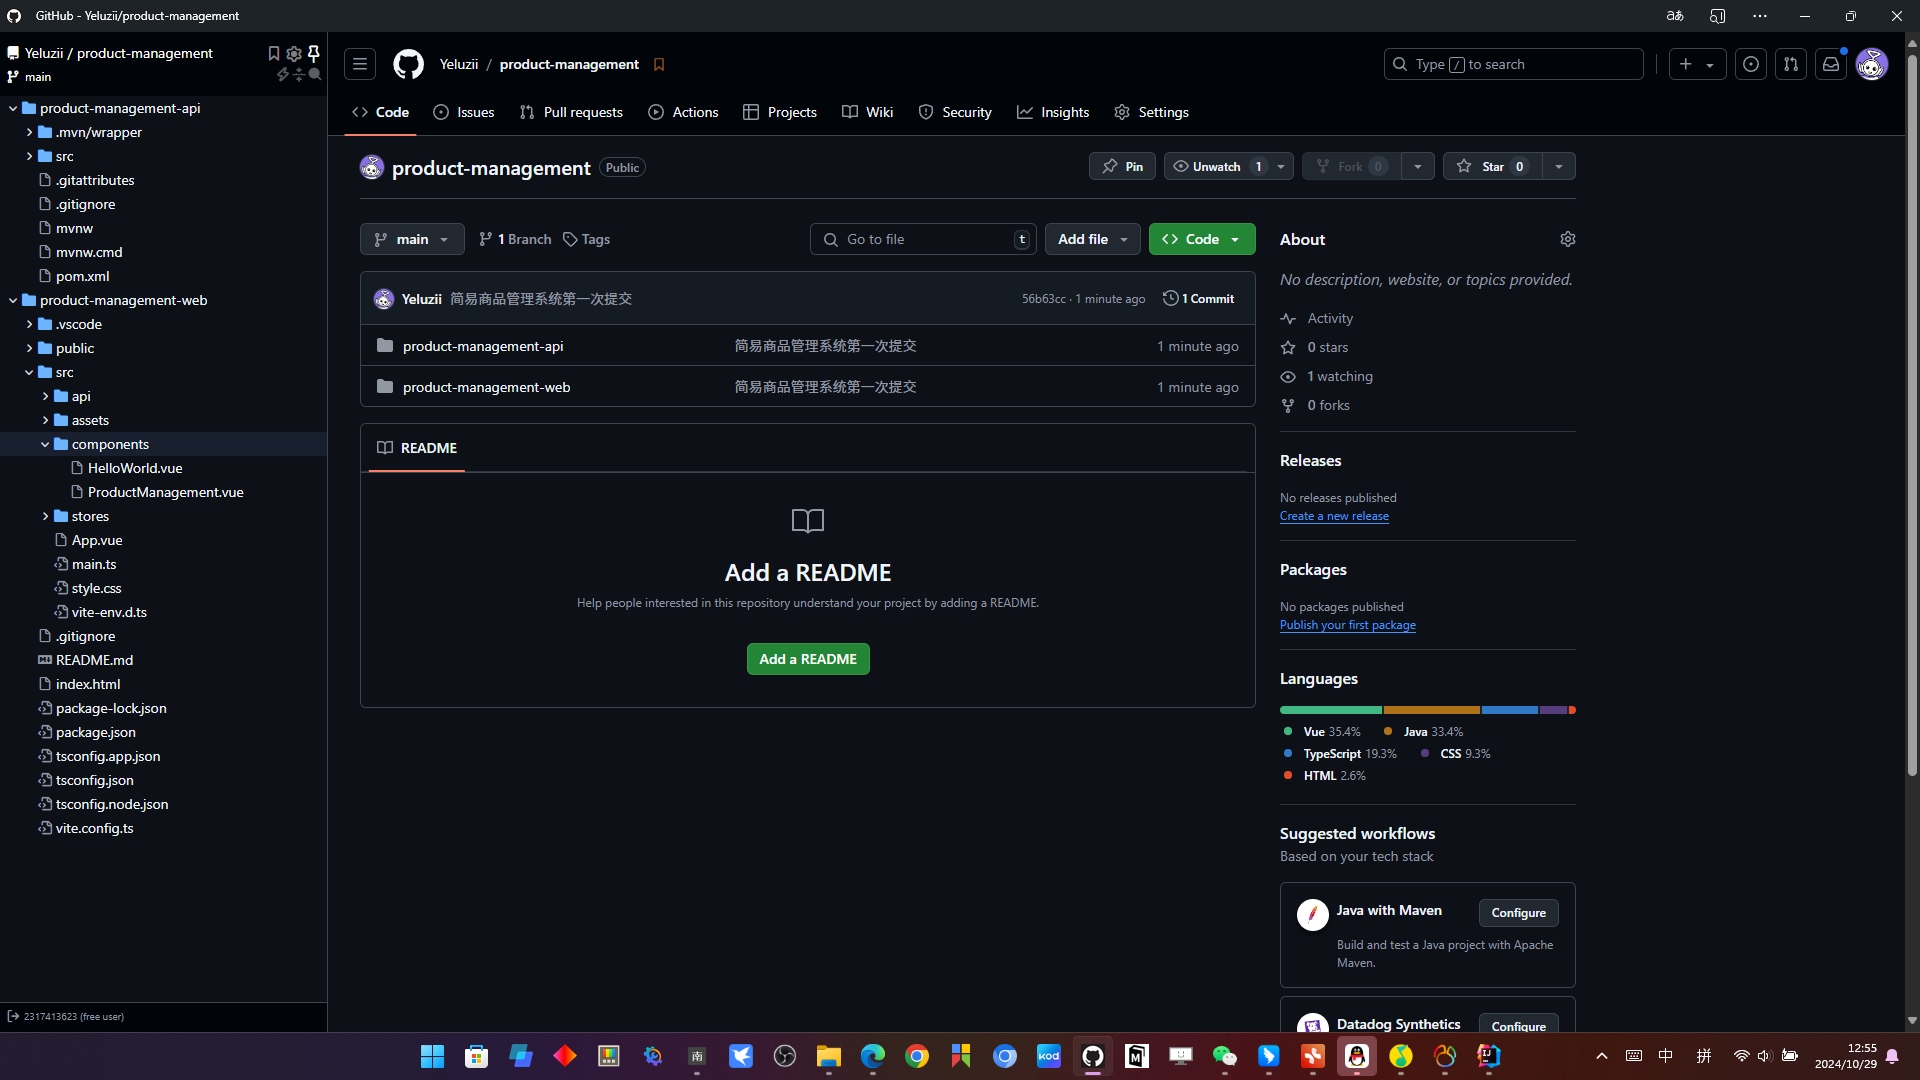 GitHub - Yeluzii/product-management
Yeluzii / product-management
main
product-management-api
.mvn/wrapper
src
.gitattributes
.gitignore
mvnw
mvnw.cmd
pom.xml
product-management-web
.vscode
public
src
api
assets
components
HelloWorld.vue
ProductManagement.vue
stores
App.vue
main.ts
style.css
vite-env.d.ts
.gitignore
README.md
index.html
package-lock.json
package.json
tsconfig.app.json
tsconfig.json
tsconfig.node.json
vite.config.ts
2317413623 (free user)
Yeluzii / product-management
Type / to search
Code Issues Pull requests Actions Projects Wiki Security Insights Settings
product-management Public
Pin Unwatch 1 Fork 0 Star 0
main 1 Branch Tags
Go to file t
Add file
Code
Yeluzii 简易商品管理系统第一次提交 56b63cc · 1 minute ago 1 Commit
product-management-api 简易商品管理系统第一次提交 1 minute ago
product-management-web 简易商品管理系统第一次提交 1 minute ago
README
Add a README
Help people interested in this repository understand your project by adding a README.
Add a README
About
No description, website, or topics provided.
Activity
0 stars
1 watching
0 forks
Releases
No releases published
Create a new release
Packages
No packages published
Publish your first package
Languages
Vue 35.4% Java 33.4%
TypeScript 19.3% CSS 9.3%
HTML 2.6%
Suggested workflows
Based on your tech stack
Java with Maven Configure
Build and test a Java project with Apache
Maven.
Datadog Synthetics Configure
南 kod M IJ
中 拼
12:55
2024/10/29